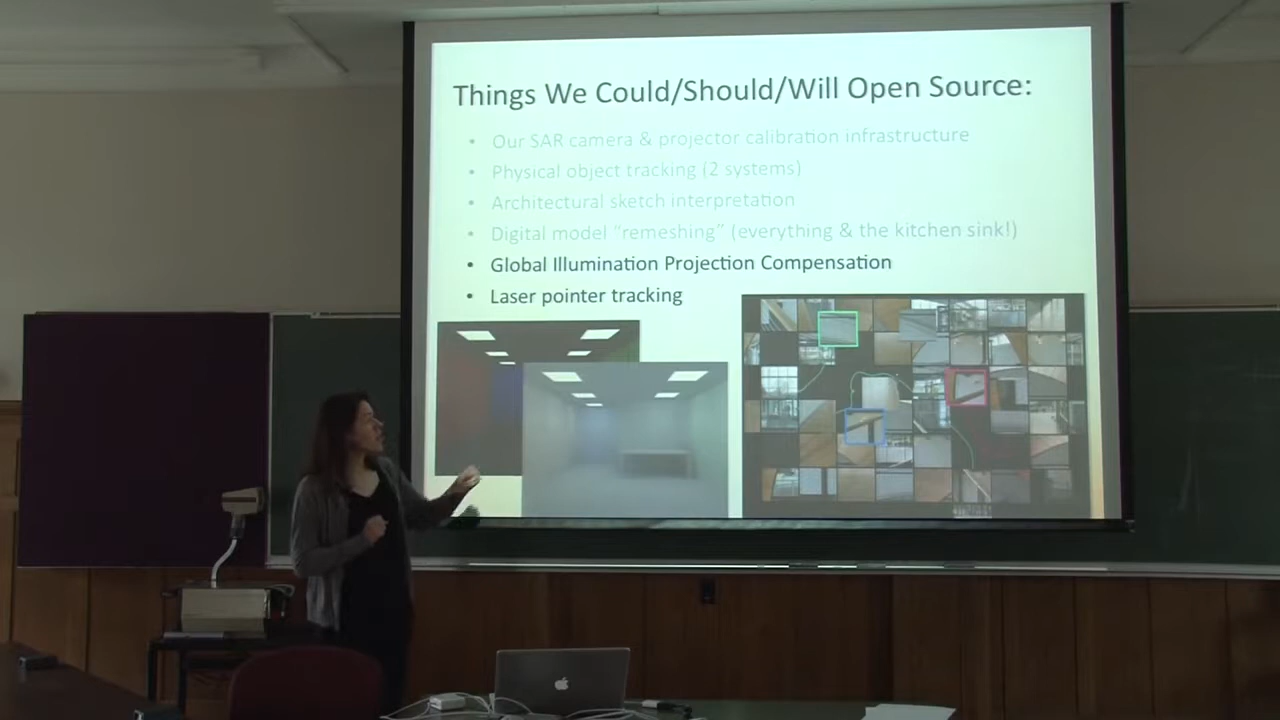 Things We Could/Should/Will Open Source:
• Our SAR camera & projector calibration infrastructure
• Physical object tracking (2 systems)
• Architectural sketch interpretation
• Digital model “remeshing” (everything & the kitchen sink!)
• Global Illumination Projection Compensation
• Laser pointer tracking